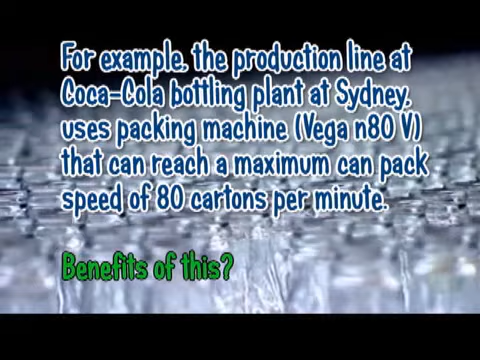 For example, the production line at
Coca-Cola bottling plant at Sydney,
uses packing machine (Vega n80 V)
that can reach a maximum can pack
speed of 80 cartons per minute.
Benefits of this?